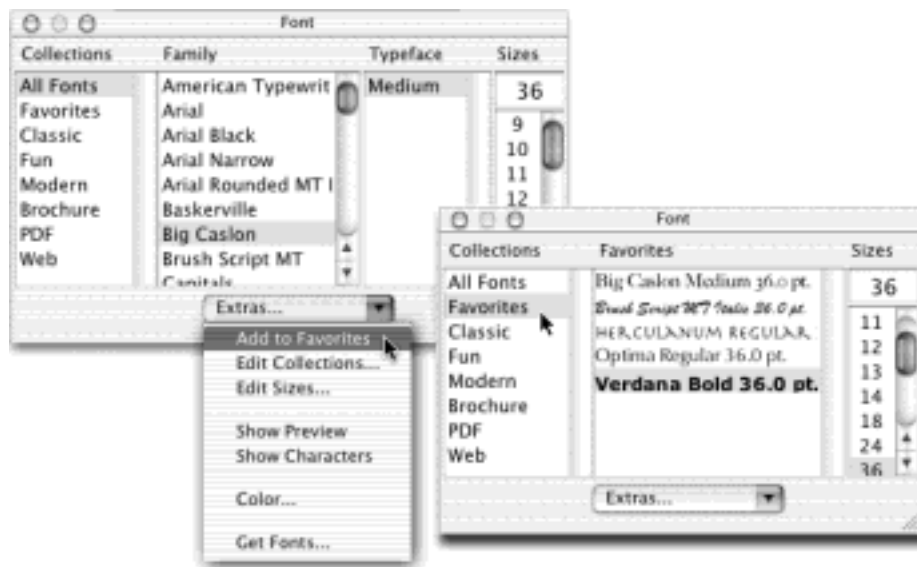 Font
Collections Family Typeface Sizes
All Fonts
Favorites
Classic
Fun
Modern
Brochure
PDF
Web
American Typewrit
Arial
Arial Black
Arial Narrow
Arial Rounded MT
Baskerville
Big Caslon
Brush Script MT
Capitals
Medium
36
9
10
11
12
Extras...
Add to Favorites
Edit Collections...
Edit Sizes...
Show Preview
Show Characters
Color...
Get Fonts...
Font
Collections Favorites Sizes
All Fonts
Favorites
Classic
Fun
Modern
Brochure
PDF
Web
Big Caslon Medium 36.0 pt.
Brush Script MT Italic 36.0 pt.
HERCULANUM REGULAR
Optima Regular 36.0 pt.
Verdana Bold 36.0 pt.
36
11
12
13
14
18
24
36
Extras...